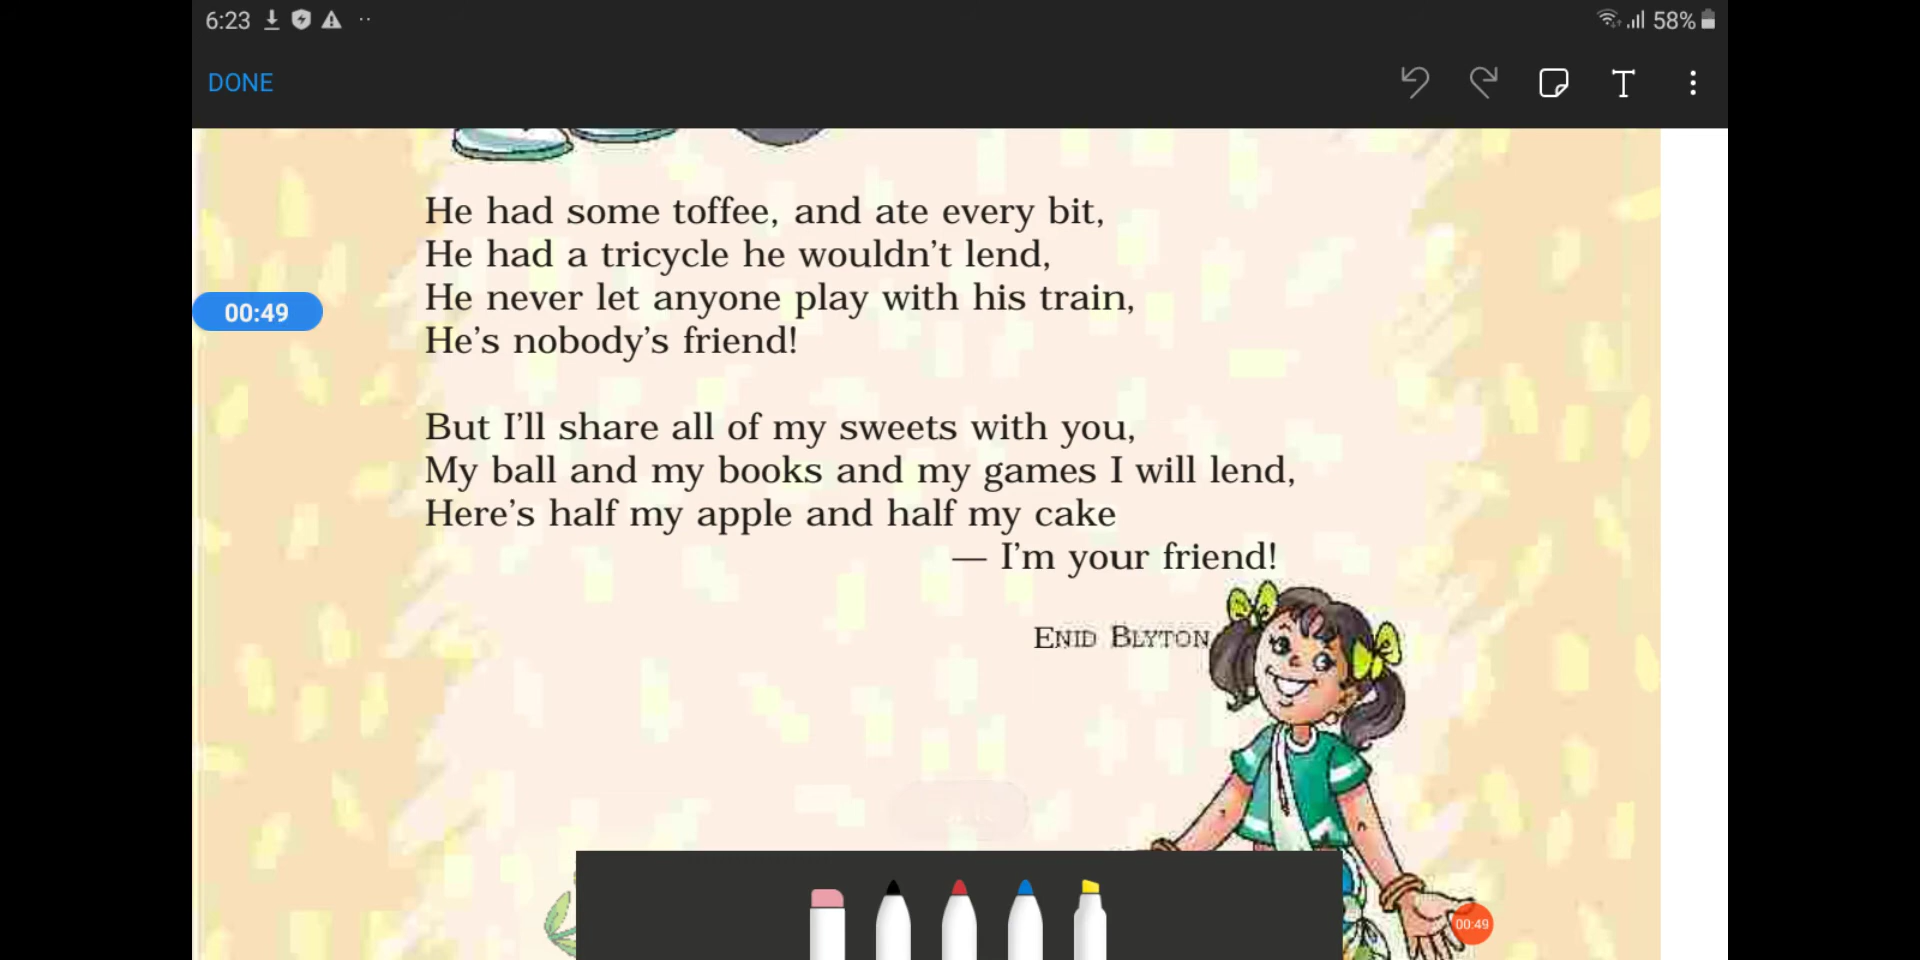 6:23
58%
DONE
T
He had some toffee, and ate every bit,
He had a tricycle he wouldn't lend,
00:49
He never let anyone play with his train,
He's nobody's friend!
But I'll share all of my sweets with you,
My ball and my books and my games I will lend,
Here's half my apple and half my cake
— I'm your friend!
ENID BLYTON
00:49